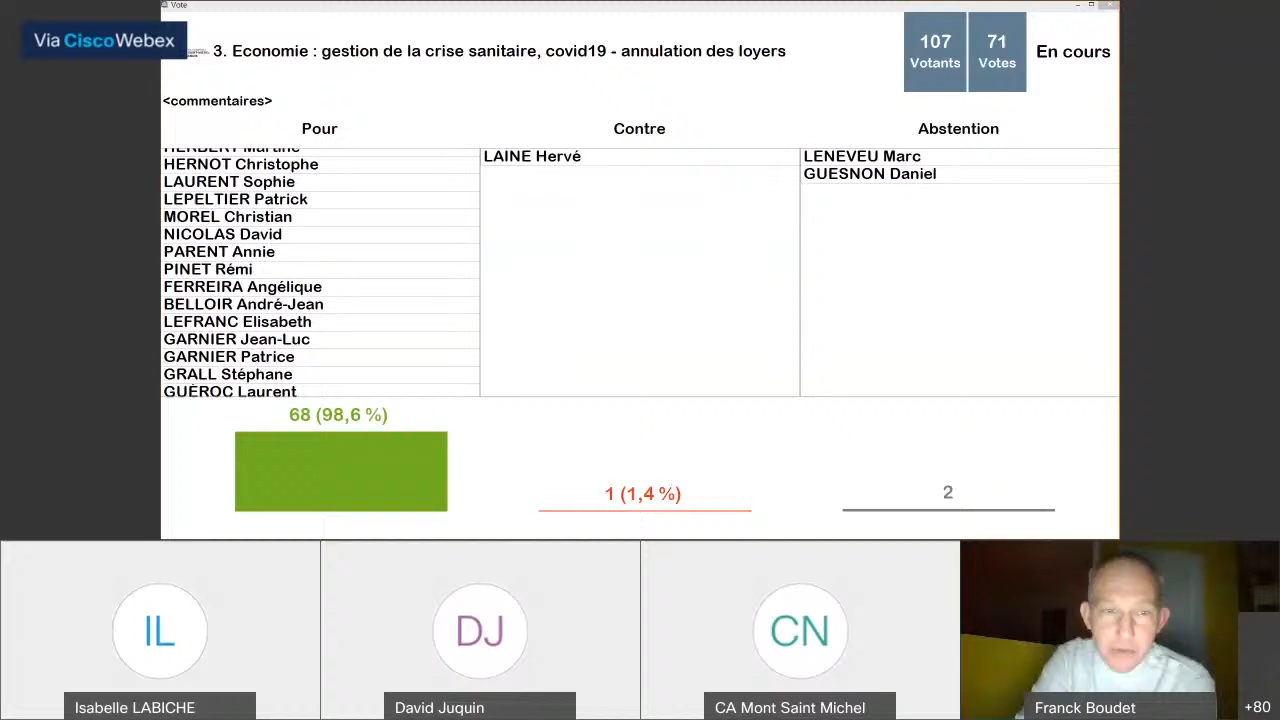 Vote
Via CiscoWebex
3. Economie : gestion de la crise sanitaire, covid19 - annulation des loyers
107
Votants
71
Votes
En cours
<commentaires>
Pour
Contre
Abstention
HERBERT Martine
HERNOT Christophe
LAURENT Sophie
LEPELTIER Patrick
MOREL Christian
NICOLAS David
PARENT Annie
PINET Rémi
FERREIRA Angélique
BELLOIR André-Jean
LEFRANC Elisabeth
GARNIER Jean-Luc
GARNIER Patrice
GRALL Stéphane
GUÉROC Laurent
LAINE Hervé
LENEVEU Marc
GUESNON Daniel
68 (98,6 %)
1 (1,4 %)
2
IL
DJ
CN
Isabelle LABICHE
David Juquin
CA Mont Saint Michel
Franck Boudet
+80